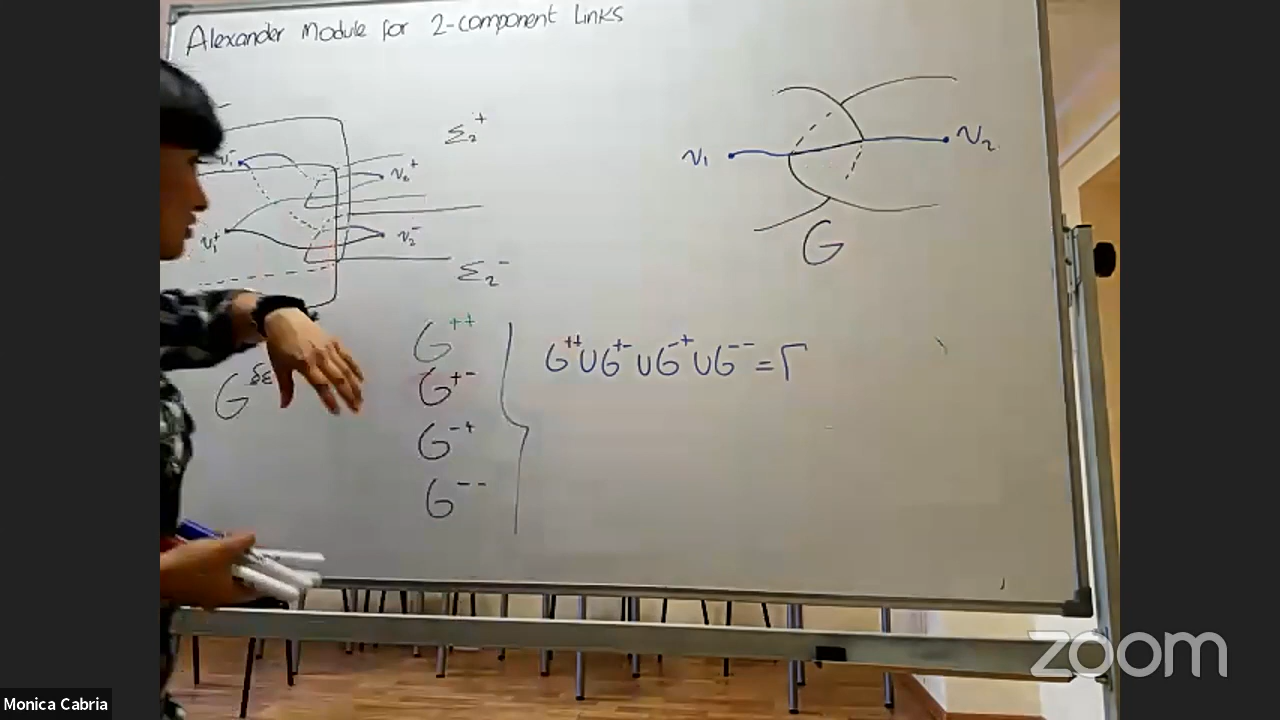 Alexander Module for 2-component Links
Σ₂⁺
v₁⁻
v₂⁺
v₁⁺
v₂⁻
Σ₂⁻
v₁
v₂
G
G^δε
G⁺⁺
G⁺⁻
G⁻⁺
G⁻⁻
G⁺⁺∪G⁺⁻∪G⁻⁺∪G⁻⁻=Γ
zoom
Monica Cabria